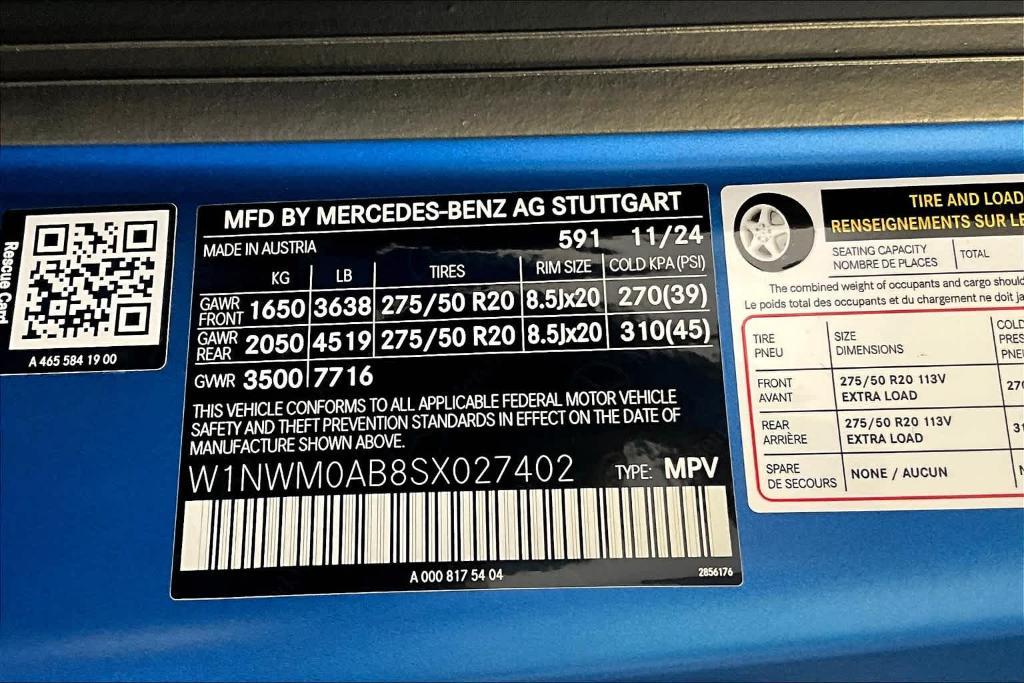 Rescue Card
A 465 584 19 00
MFD BY MERCEDES-BENZ AG STUTTGART
MADE IN AUSTRIA 591 11/24
KG LB TIRES RIM SIZE COLD KPA(PSI)
GAWR FRONT 1650 3638 275/50 R20 8.5Jx20 270(39)
GAWR REAR 2050 4519 275/50 R20 8.5Jx20 310(45)
GVWR 3500 7716
THIS VEHICLE CONFORMS TO ALL APPLICABLE FEDERAL MOTOR VEHICLE
SAFETY AND THEFT PREVENTION STANDARDS IN EFFECT ON THE DATE OF
MANUFACTURE SHOWN ABOVE.
W1NWM0AB8SX027402 TYPE: MPV
A 000 817 54 04 2856176
TIRE AND LOAD
RENSEIGNEMENTS SUR
SEATING CAPACITY
NOMBRE DE PLACES
TOTAL
The combined weight of occupants and cargo
Le poids total des occupants et du chargement ne doit
TIRE
PNEU
SIZE
DIMENSIONS
COLD
FRONT
AVANT
275/50 R20 113V
EXTRA LOAD
REAR
ARRIÈRE
275/50 R20 113V
EXTRA LOAD
SPARE
DE SECOURS
NONE / AUCUN